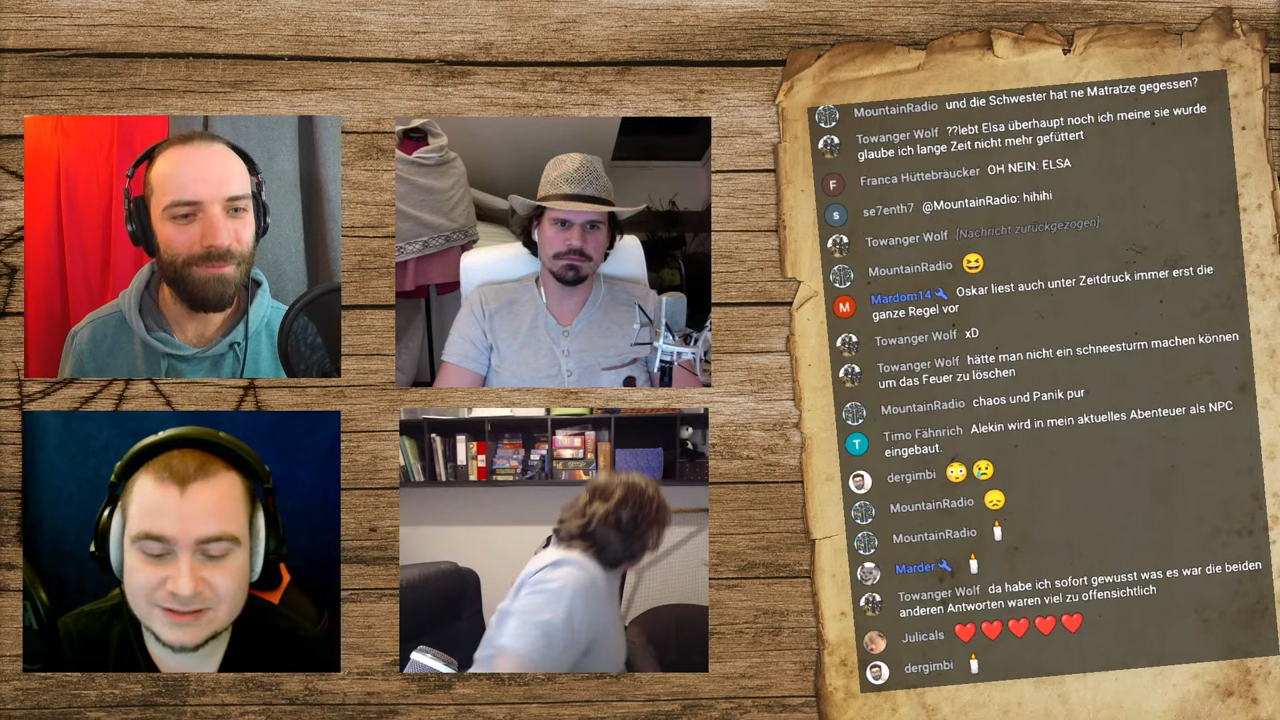 MountainRadio und die Schwester hat ne Matratze gegessen?
Towanger Wolf ??lebt Elsa überhaupt noch ich meine sie wurde
glaube ich lange Zeit nicht mehr gefüttert
F Franca Hüttebräucker OH NEIN: ELSA
s se7enth7 @MountainRadio: hihihi
Towanger Wolf [Nachricht zurückgezogen]
MountainRadio 😆
M Mardom14 Oskar liest auch unter Zeitdruck immer erst die
ganze Regel vor
Towanger Wolf xD
Towanger Wolf hätte man nicht ein schneesturm machen können
um das Feuer zu löschen
MountainRadio chaos und Panik pur
T Timo Fähnrich Alekin wird in mein aktuelles Abenteuer als NPC
eingebaut.
dergimbi 😳😢
MountainRadio 😞
MountainRadio 🕯
Marder 🕯
Towanger Wolf da habe ich sofort gewusst was es war die beiden
anderen Antworten waren viel zu offensichtlich
Julicals ❤❤❤❤❤
dergimbi 🕯